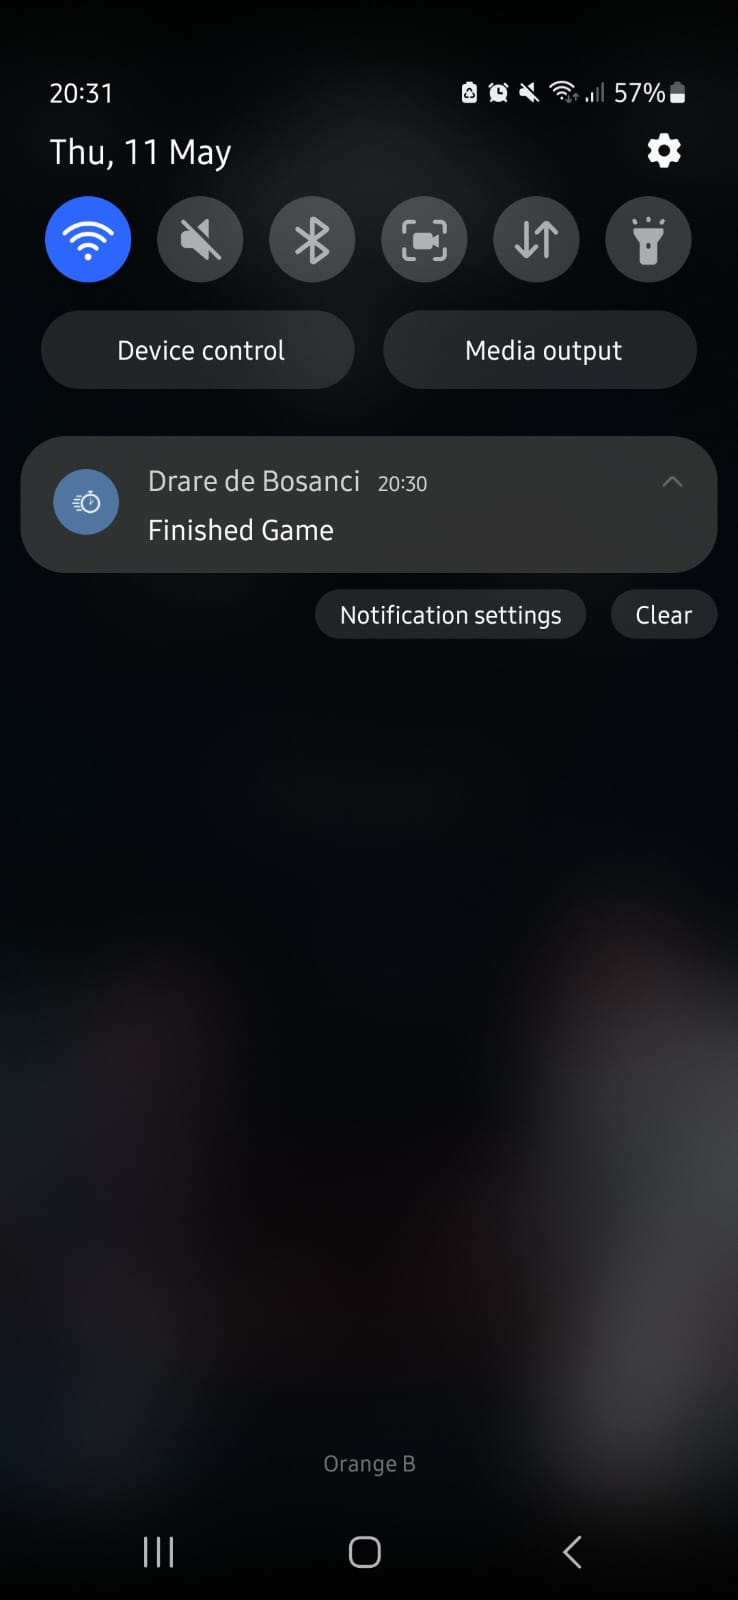 20:31 57%
Thu, 11 May
Device control Media output
Drare de Bosanci 20:30
Finished Game
Notification settings Clear
Orange B